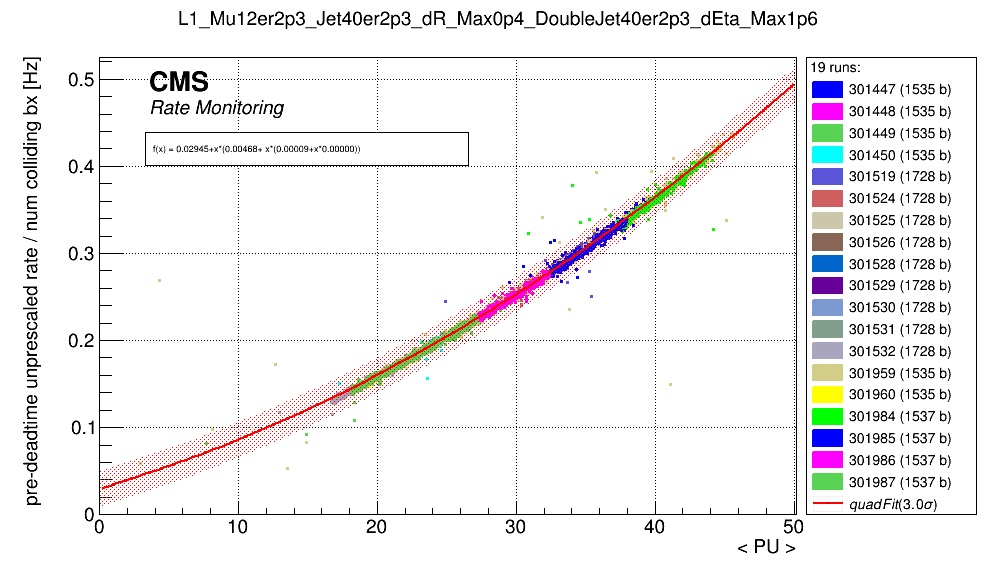 L1_Mu12er2p3_Jet40er2p3_dR_Max0p4_DoubleJet40er2p3_dEta_Max1p6
pre-deadtime unprescaled rate / num colliding bx [Hz]
0.5
0.4
0.3
0.2
0.1
0
CMS
Rate Monitoring
f(x) = 0.02945+x*(0.00468+ x*(0.00009+x*0.00000))
0 10 20 30 40 50
< PU >
19 runs:
301447 (1535 b)
301448 (1535 b)
301449 (1535 b)
301450 (1535 b)
301519 (1728 b)
301524 (1728 b)
301525 (1728 b)
301526 (1728 b)
301528 (1728 b)
301529 (1728 b)
301530 (1728 b)
301531 (1728 b)
301532 (1728 b)
301959 (1535 b)
301960 (1535 b)
301984 (1537 b)
301985 (1537 b)
301986 (1537 b)
301987 (1537 b)
quadFit(3.0σ)